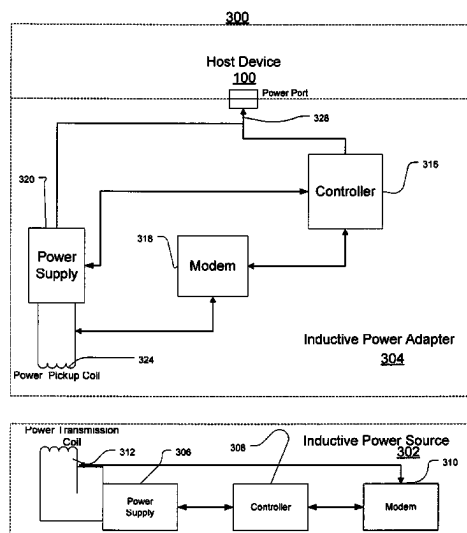 300
Host Device
100
Power Port
328
320
Controller
316
Power
Supply
318
Modem
Inductive Power Adapter
304
324
Power Pickup Coil
Power Transmission
Coil
312
306
308
Inductive Power Source
302
310
Power
Supply
Controller
Modem